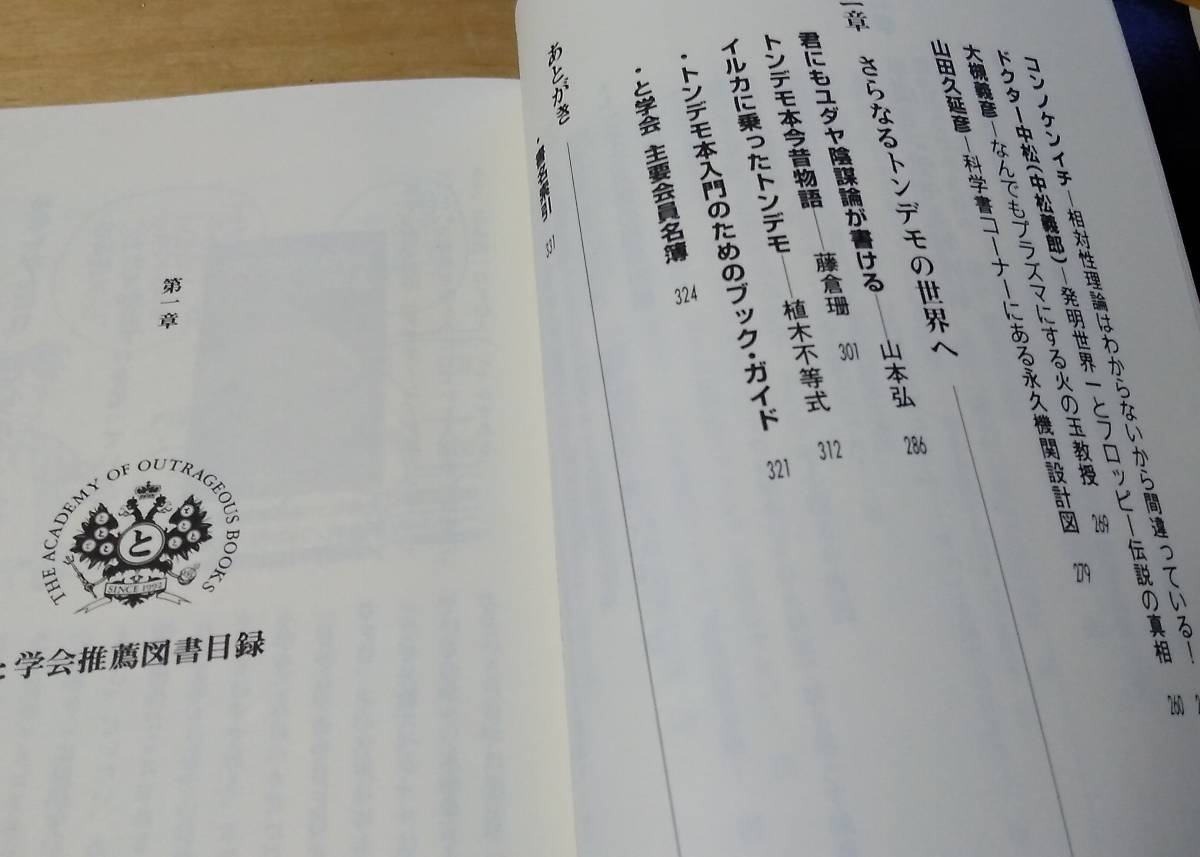 コンノケンイチ―相対性理論はわからないから間違っている！
ドクター中松(中松義郎)―発明世界一とフロッピー伝説の真相 260
大槻義彦―なんでもプラズマにする火の玉教授 269
山田久延彦―科学書コーナーにある永久機関設計図 279
章 さらなるトンデモの世界へ
君にもユダヤ陰謀論が書ける―山本弘 286
トンデモ本今昔物語―藤倉珊 301
イルカに乗ったトンデモ―植木不等式 312
・トンデモ本入門のためのブック・ガイド 321
・と学会 主要会員名簿 324
あとがき
・書名索引 331
第一章
THE ACADEMY OF OUTRAGEOUS BOOKS
と
SINCE 1992
と学会推薦図書目録